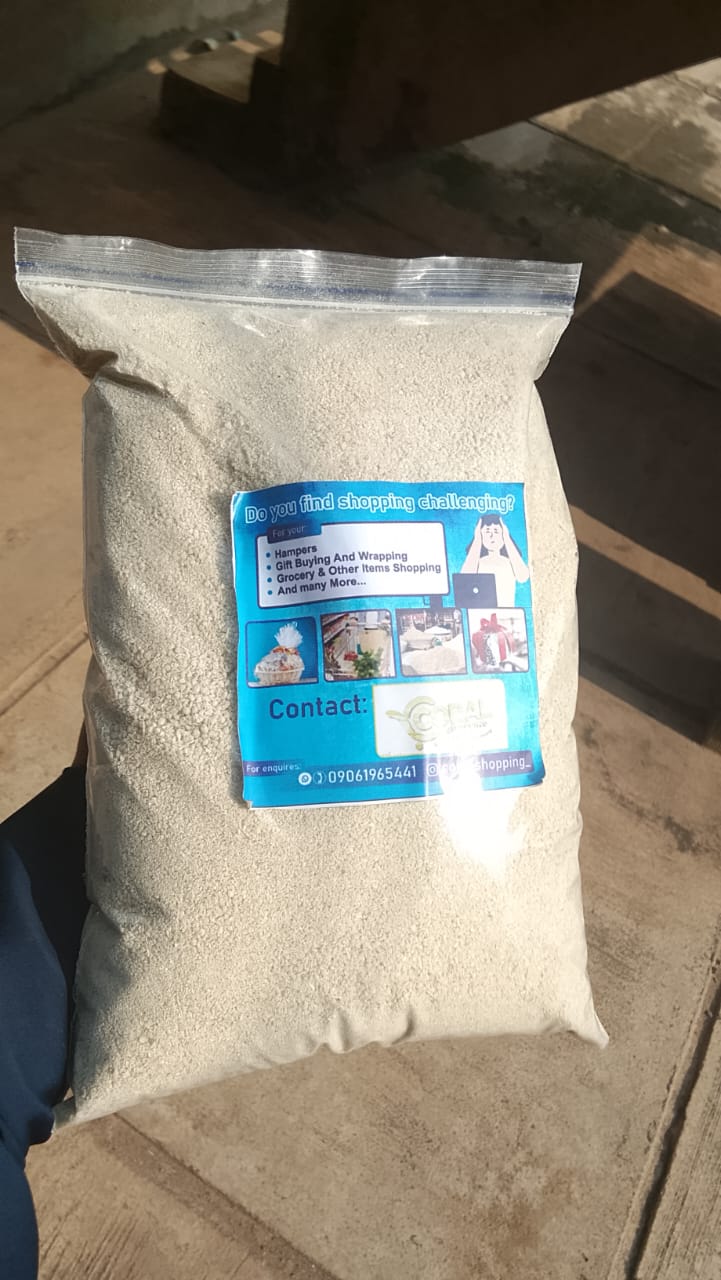 Do you find shopping challenging?
For your:
• Hampers
• Gift Buying And Wrapping
• Grocery & Other Items Shopping
• And many More...
Contact:
For enquires:
09061965441
shopping_